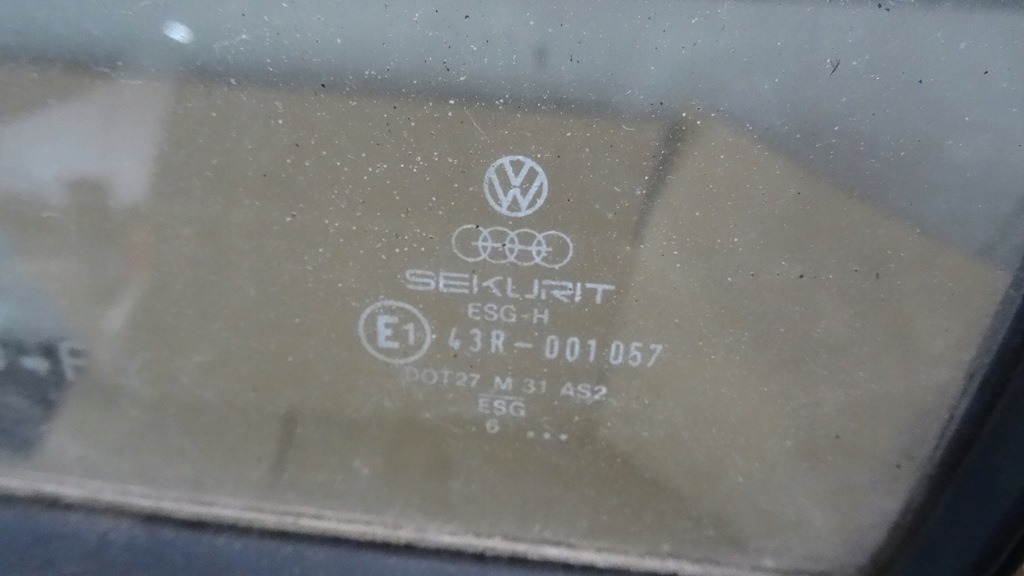 SEKURIT
ESG-H
E1 43R-001057
DOT27 M 31 AS2
ESG
6 ...